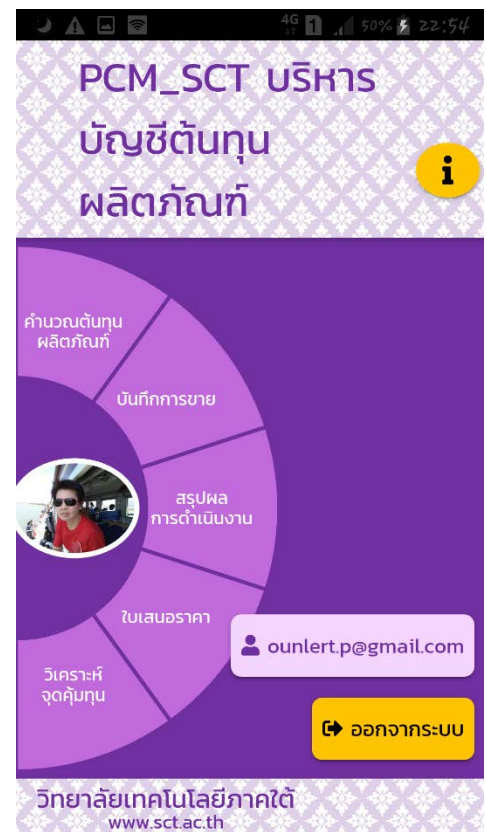 4G 1 50% 22:54
PCM_SCT บริหาร
บัญชีต้นทุน
ผลิตภัณฑ์
i
คำนวณต้นทุน
ผลิตภัณฑ์
บันทึกการขาย
สรุปผล
การดำเนินงาน
ใบเสนอราคา
ounlert.p@gmail.com
วิเคราะห์
จุดคุ้มทุน
ออกจากระบบ
วิทยาลัยเทคโนโลยีภาคใต้
www.sct.ac.th